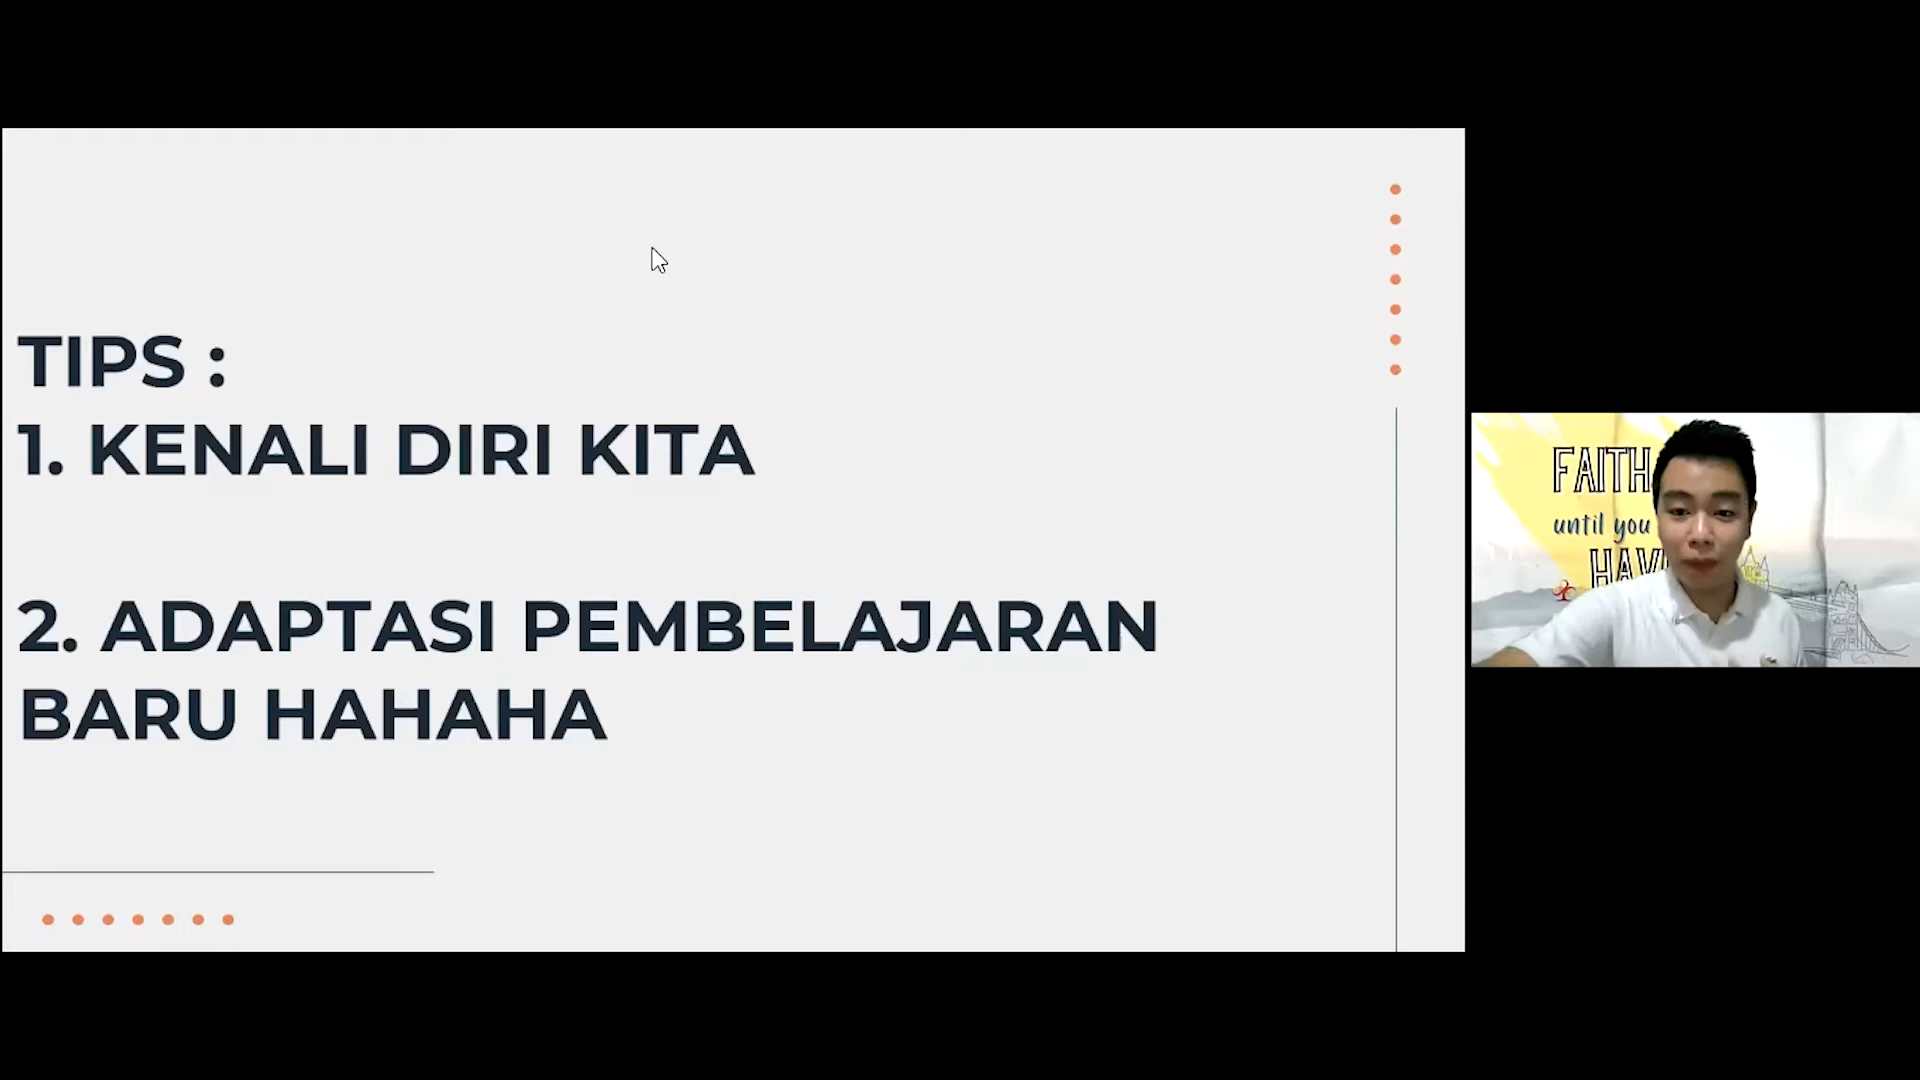 TIPS :
1. KENALI DIRI KITA
2. ADAPTASI PEMBELAJARAN
BARU HAHAHA
FAITH
until you